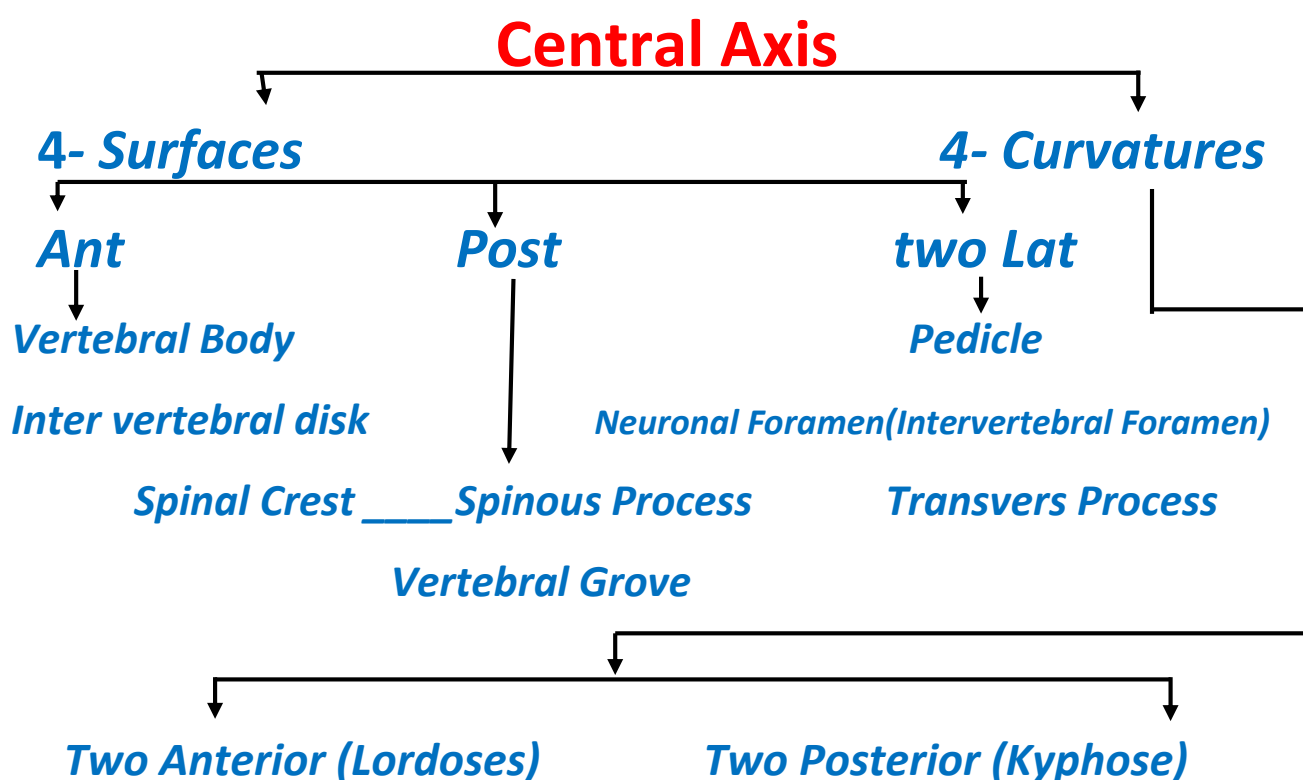 Central Axis
4- Surfaces 4- Curvatures
Ant Post two Lat
Vertebral Body Pedicle
Inter vertebral disk Neuronal Foramen(Intervertebral Foramen)
Spinal Crest ____Spinous Process Transvers Process
Vertebral Grove
Two Anterior (Lordoses) Two Posterior (Kyphose)